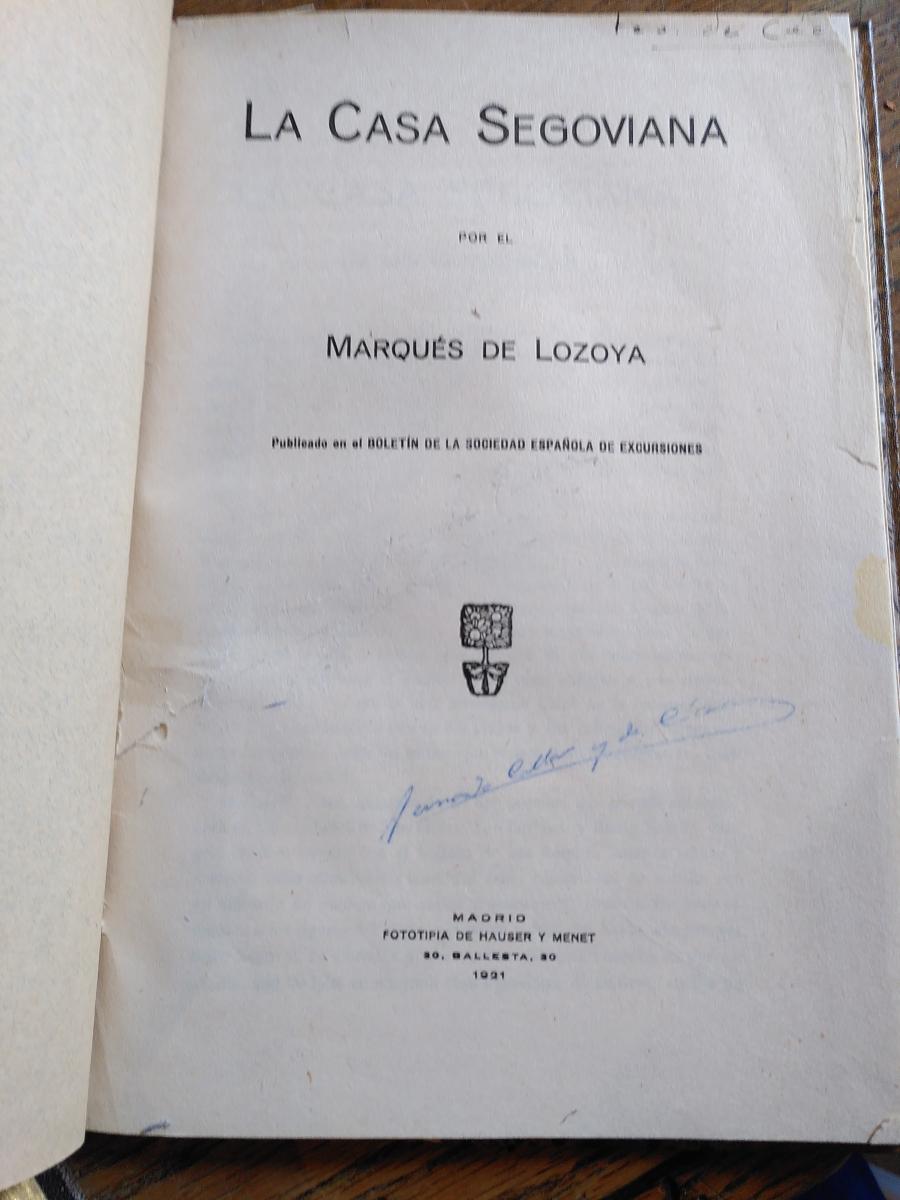 LA CASA SEGOVIANA
POR EL
MARQUÉS DE LOZOYA
Publicado en el BOLETÍN DE LA SOCIEDAD ESPAÑOLA DE EXCURSIONES
y de
MADRID
FOTOTIPIA DE HAUSER Y MENET
30, BALLESTA, 30
1921